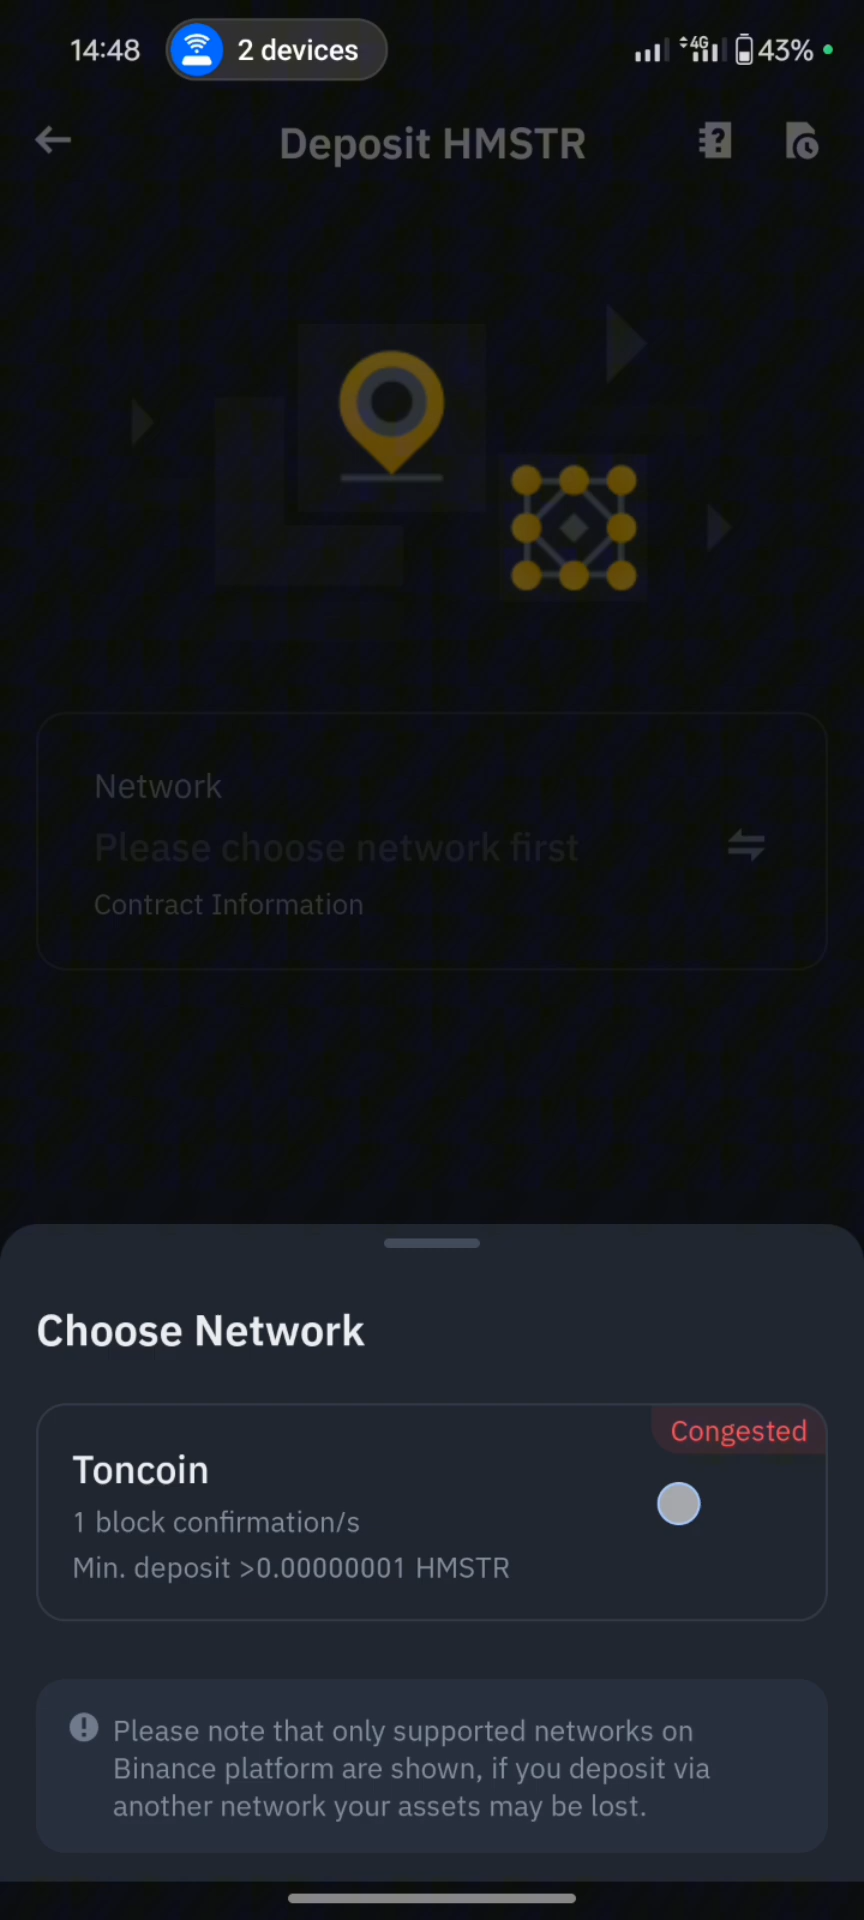 14:48
2 devices
4G
43%
Deposit HMSTR
Network
Please choose network first
Contract Information
Choose Network
Congested
Toncoin
1 block confirmation/s
Min. deposit >0.00000001 HMSTR
Please note that only supported networks on
Binance platform are shown, if you deposit via
another network your assets may be lost.